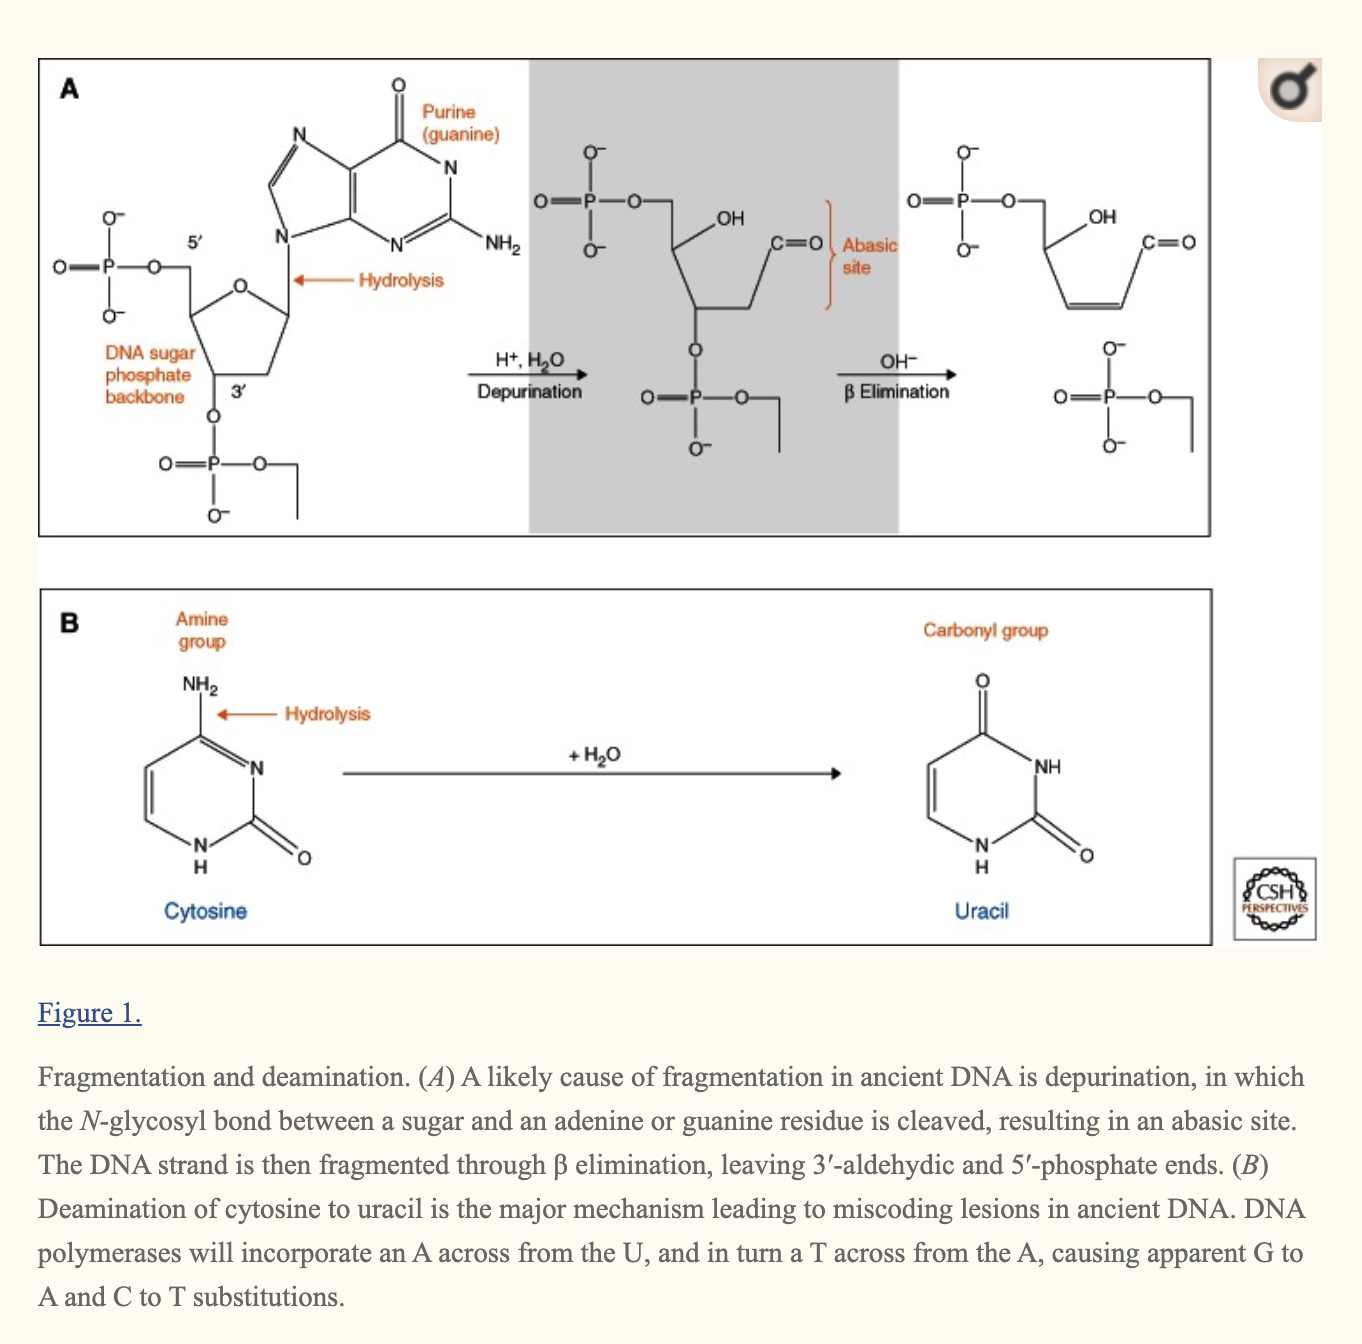 A
O
Purine
(guanine)
N
N
N
N
NH₂
O⁻
5′
O=P—O
O
O⁻
Hydrolysis
DNA sugar
phosphate
backbone
3′
O
O=P—O
O⁻
H⁺, H₂O
Depurination
O⁻
O=P—O
OH
O⁻
C=O
Abasic
site
O
O=P—O
O⁻
OH⁻
β Elimination
O⁻
O=P—O
OH
O⁻
C=O
O⁻
O=P—O
O⁻
B
Amine
group
NH₂
Hydrolysis
N
N
H
O
Cytosine
+ H₂O
Carbonyl group
O
NH
N
H
O
Uracil
CSH
PERSPECTIVES
Figure 1.
Fragmentation and deamination. (A) A likely cause of fragmentation in ancient DNA is depurination, in which
the N-glycosyl bond between a sugar and an adenine or guanine residue is cleaved, resulting in an abasic site.
The DNA strand is then fragmented through β elimination, leaving 3′-aldehydic and 5′-phosphate ends. (B)
Deamination of cytosine to uracil is the major mechanism leading to miscoding lesions in ancient DNA. DNA
polymerases will incorporate an A across from the U, and in turn a T across from the A, causing apparent G to
A and C to T substitutions.